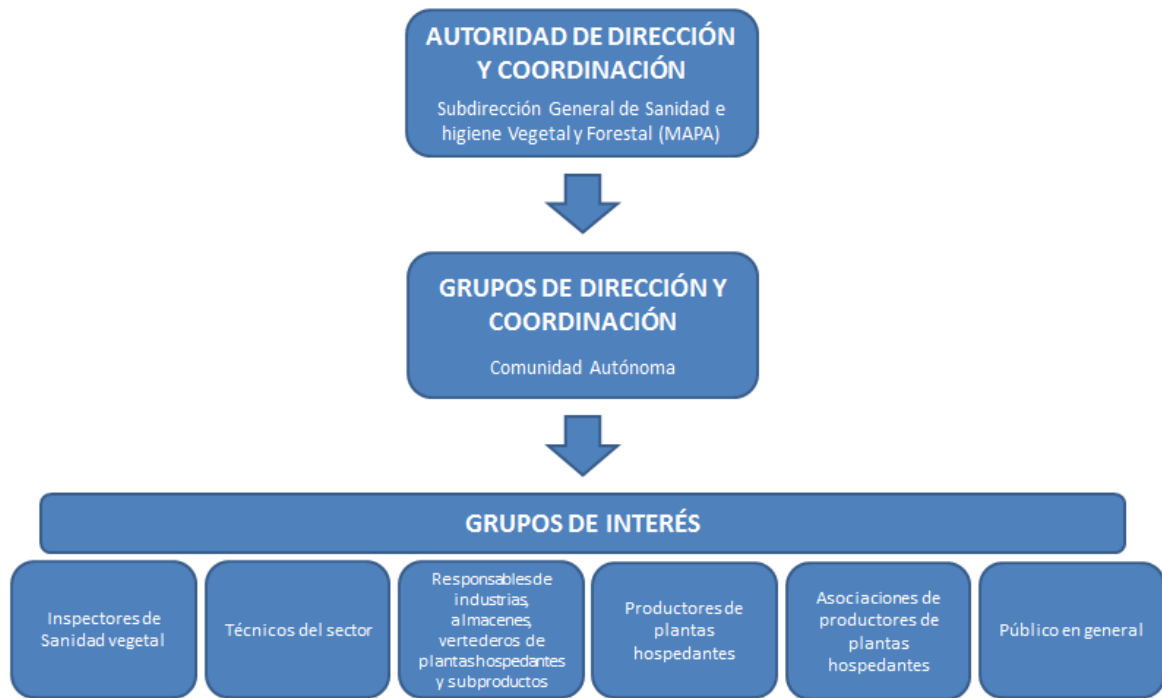 AUTORIDAD DE DIRECCIÓN
Y COORDINACIÓN
Subdirección General de Sanidad e
higiene Vegetal y Forestal (MAPA)
GRUPOS DE DIRECCIÓN Y
COORDINACIÓN
Comunidad Autónoma
GRUPOS DE INTERÉS
Inspectores de
Sanidad vegetal
Técnicos del sector
Responsables de
industrias,
almacenes,
vertederos de
plantas hospedantes
y subproductos
Productores de
plantas
hospedantes
Asociaciones de
productores de
plantas
hospedantes
Público en general